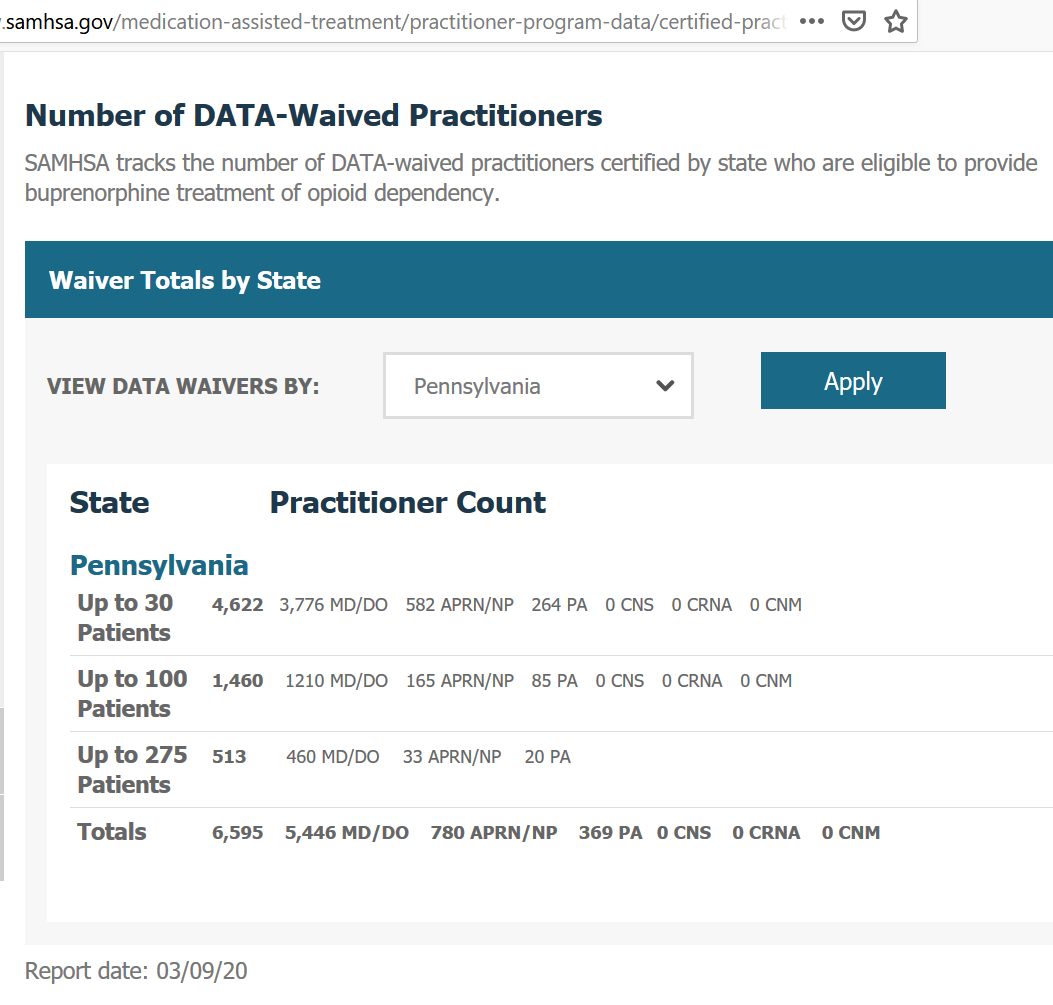 .samhsa.gov/medication-assisted-treatment/practitioner-program-data/certified-pract
Number of DATA-Waived Practitioners
SAMHSA tracks the number of DATA-waived practitioners certified by state who are eligible to provide
buprenorphine treatment of opioid dependency.
Waiver Totals by State
VIEW DATA WAIVERS BY: Pennsylvania Apply
State Practitioner Count
Pennsylvania
Up to 30 4,622 3,776 MD/DO 582 APRN/NP 264 PA 0 CNS 0 CRNA 0 CNM
Patients
Up to 100 1,460 1210 MD/DO 165 APRN/NP 85 PA 0 CNS 0 CRNA 0 CNM
Patients
Up to 275 513 460 MD/DO 33 APRN/NP 20 PA
Patients
Totals 6,595 5,446 MD/DO 780 APRN/NP 369 PA 0 CNS 0 CRNA 0 CNM
Report date: 03/09/20